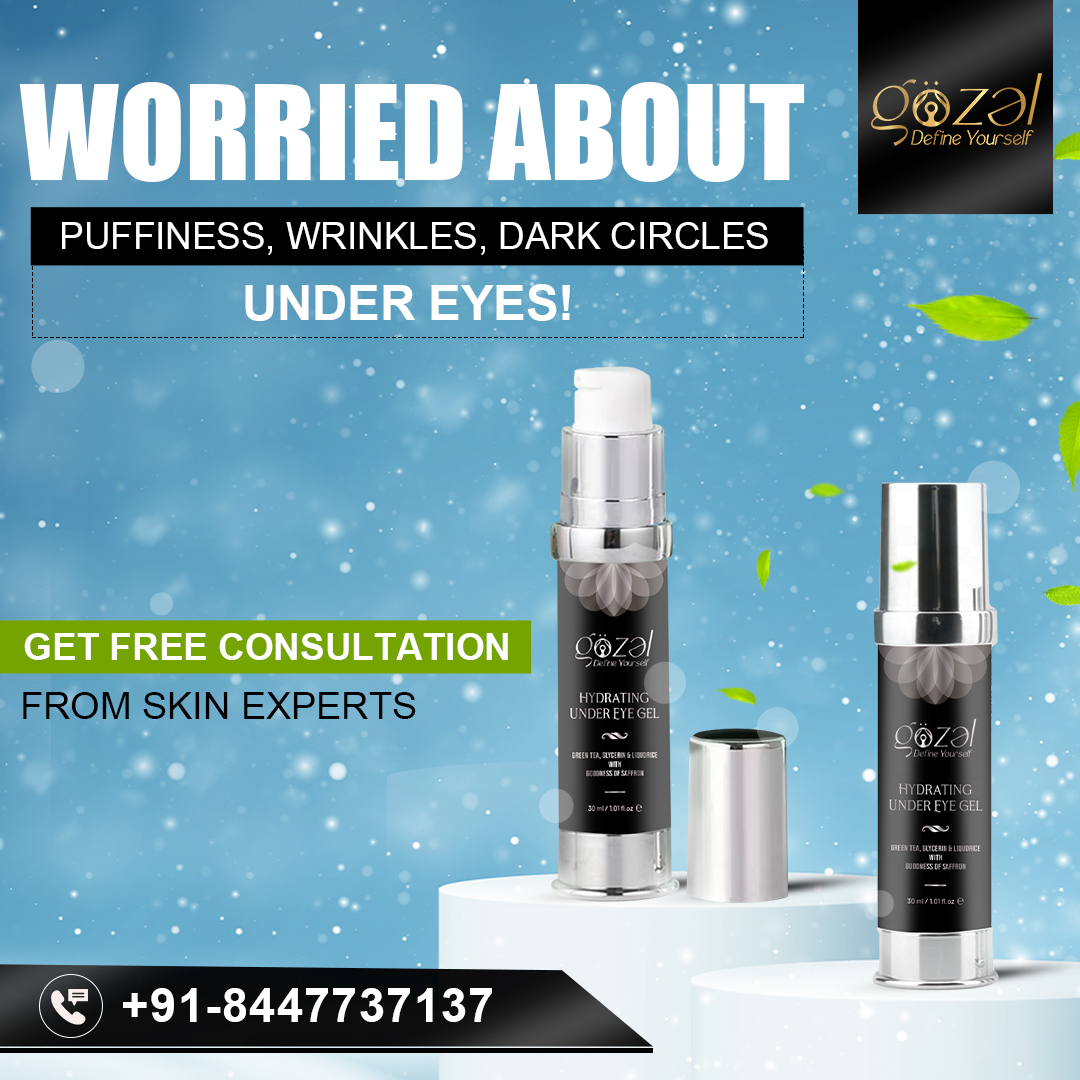 WORRIED ABOUT
gözəl
Define Yourself
PUFFINESS, WRINKLES, DARK CIRCLES
UNDER EYES!
GET FREE CONSULTATION
FROM SKIN EXPERTS
gözəl
Define Yourself
HYDRATING
UNDER EYE GEL
GREEN TEA, GLYCERIN & LIQUORICE
WITH
GOODNESS OF SAFFRON
30 ml / 1.01 fl.oz ℮
gözəl
Define Yourself
HYDRATING
UNDER EYE GEL
GREEN TEA, GLYCERIN & LIQUORICE
WITH
GOODNESS OF SAFFRON
30 ml / 1.01 fl.oz ℮
+91-8447737137